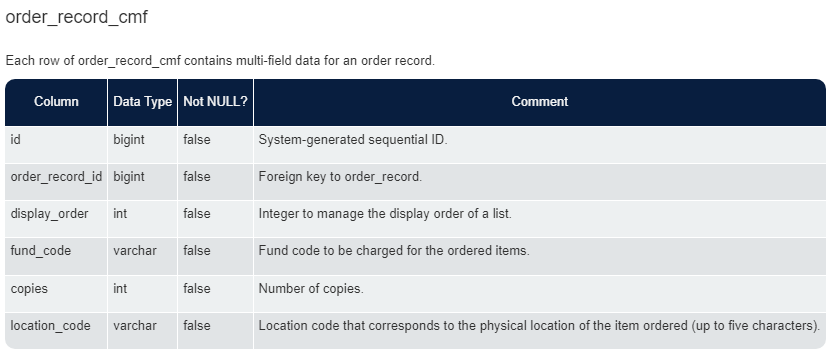 order_record_cmf
Each row of order_record_cmf contains multi-field data for an order record.
Column Data Type Not NULL? Comment
id bigint false System-generated sequential ID.
order_record_id bigint false Foreign key to order_record.
display_order int false Integer to manage the display order of a list.
fund_code varchar false Fund code to be charged for the ordered items.
copies int false Number of copies.
location_code varchar false Location code that corresponds to the physical location of the item ordered (up to five characters).